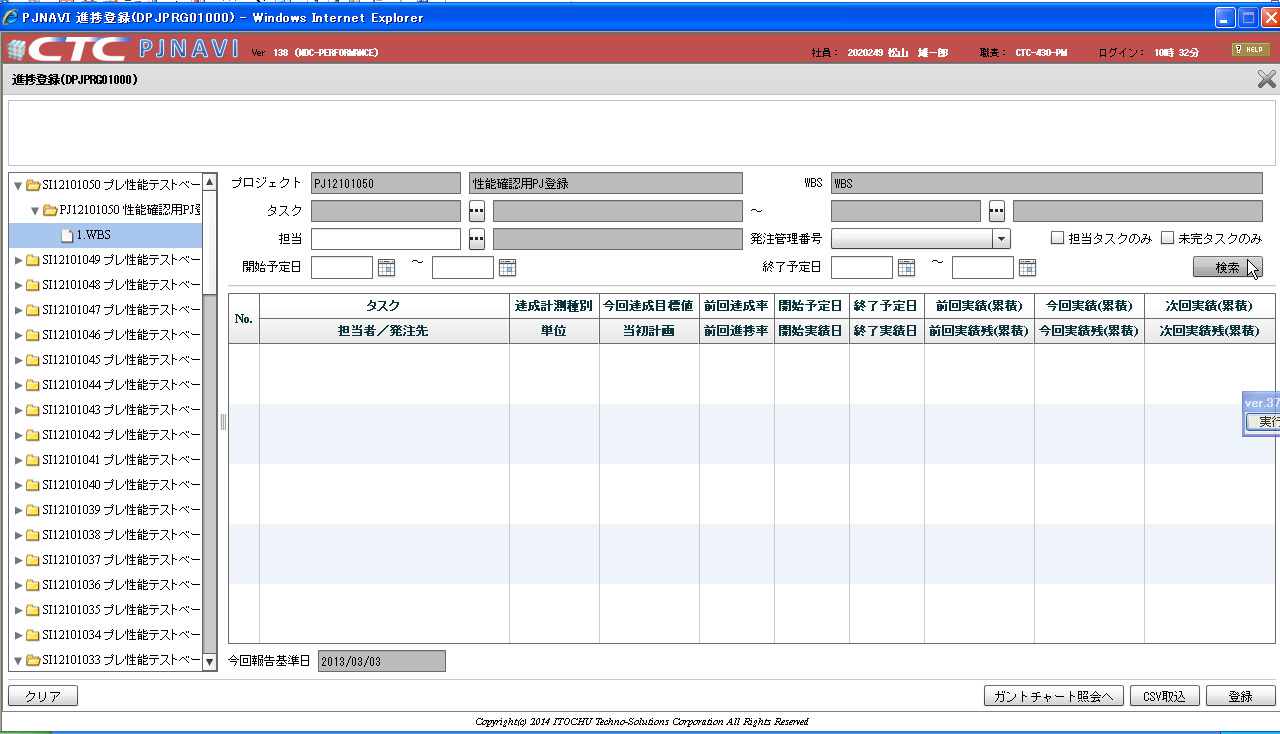 PJNAVI 進捗登録(DPJPRG01000) - Windows Internet Explorer
CTC PJNAVI Ver 138 (NDC-PERFORMANCE) 社員： 2020249 松山 雄一郎 職責： CTC-430-PM ログイン： 10時 32分 ? HELP
進捗登録(DPJPRG01000)
SI12101050 プレ性能テストベー
PJ12101050 性能確認用PJ登
1.WBS
SI12101049 プレ性能テストベー
SI12101048 プレ性能テストベー
SI12101047 プレ性能テストベー
SI12101046 プレ性能テストベー
SI12101045 プレ性能テストベー
SI12101044 プレ性能テストベー
SI12101043 プレ性能テストベー
SI12101042 プレ性能テストベー
SI12101041 プレ性能テストベー
SI12101040 プレ性能テストベー
SI12101039 プレ性能テストベー
SI12101038 プレ性能テストベー
SI12101037 プレ性能テストベー
SI12101036 プレ性能テストベー
SI12101035 プレ性能テストベー
SI12101034 プレ性能テストベー
SI12101033 プレ性能テストベー
プロジェクト PJ12101050 性能確認用PJ登録 WBS WBS
タスク ～
担当 発注管理番号 担当タスクのみ 未完タスクのみ
開始予定日 ～ 終了予定日 ～ 検索
No. タスク 達成計測種別 今回達成目標値 前回達成率 開始予定日 終了予定日 前回実績(累積) 今回実績(累積) 次回実績(累積)
担当者／発注先 単位 当初計画 前回進捗率 開始実績日 終了実績日 前回実績残(累積) 今回実績残(累積) 次回実績残(累積)
ver.37
実行
今回報告基準日 2013/03/03
クリア ガントチャート照会へ CSV取込 登録
Copyright(c) 2014 ITOCHU Techno-Solutions Corporation All Rights Reserved